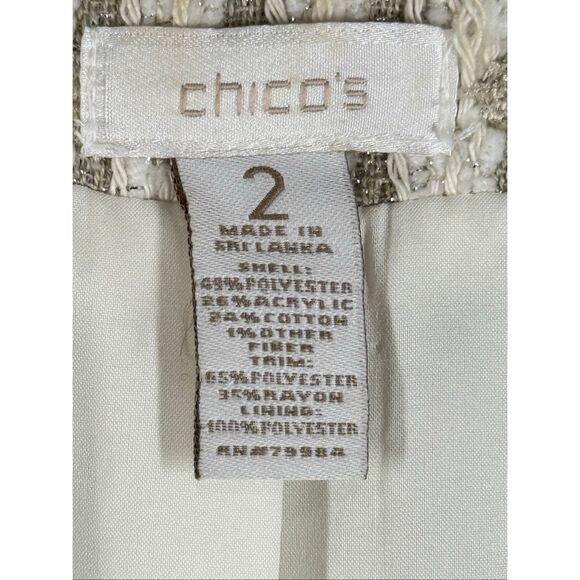 chico's
2
MADE IN
SRI LANKA
SHELL:
49%POLYESTER
26%ACRYLIC
24%COTTON
1%OTHER
FIBER
TRIM:
65%POLYESTER
35%RAYON
LINING:
100%POLYESTER
RN#79984